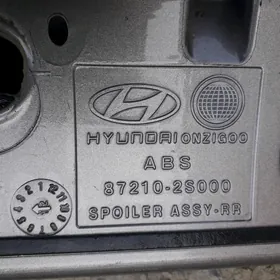 HYUNDAI ONZIGOO
ABS
87210-2S000
SPOILER ASSY-RR